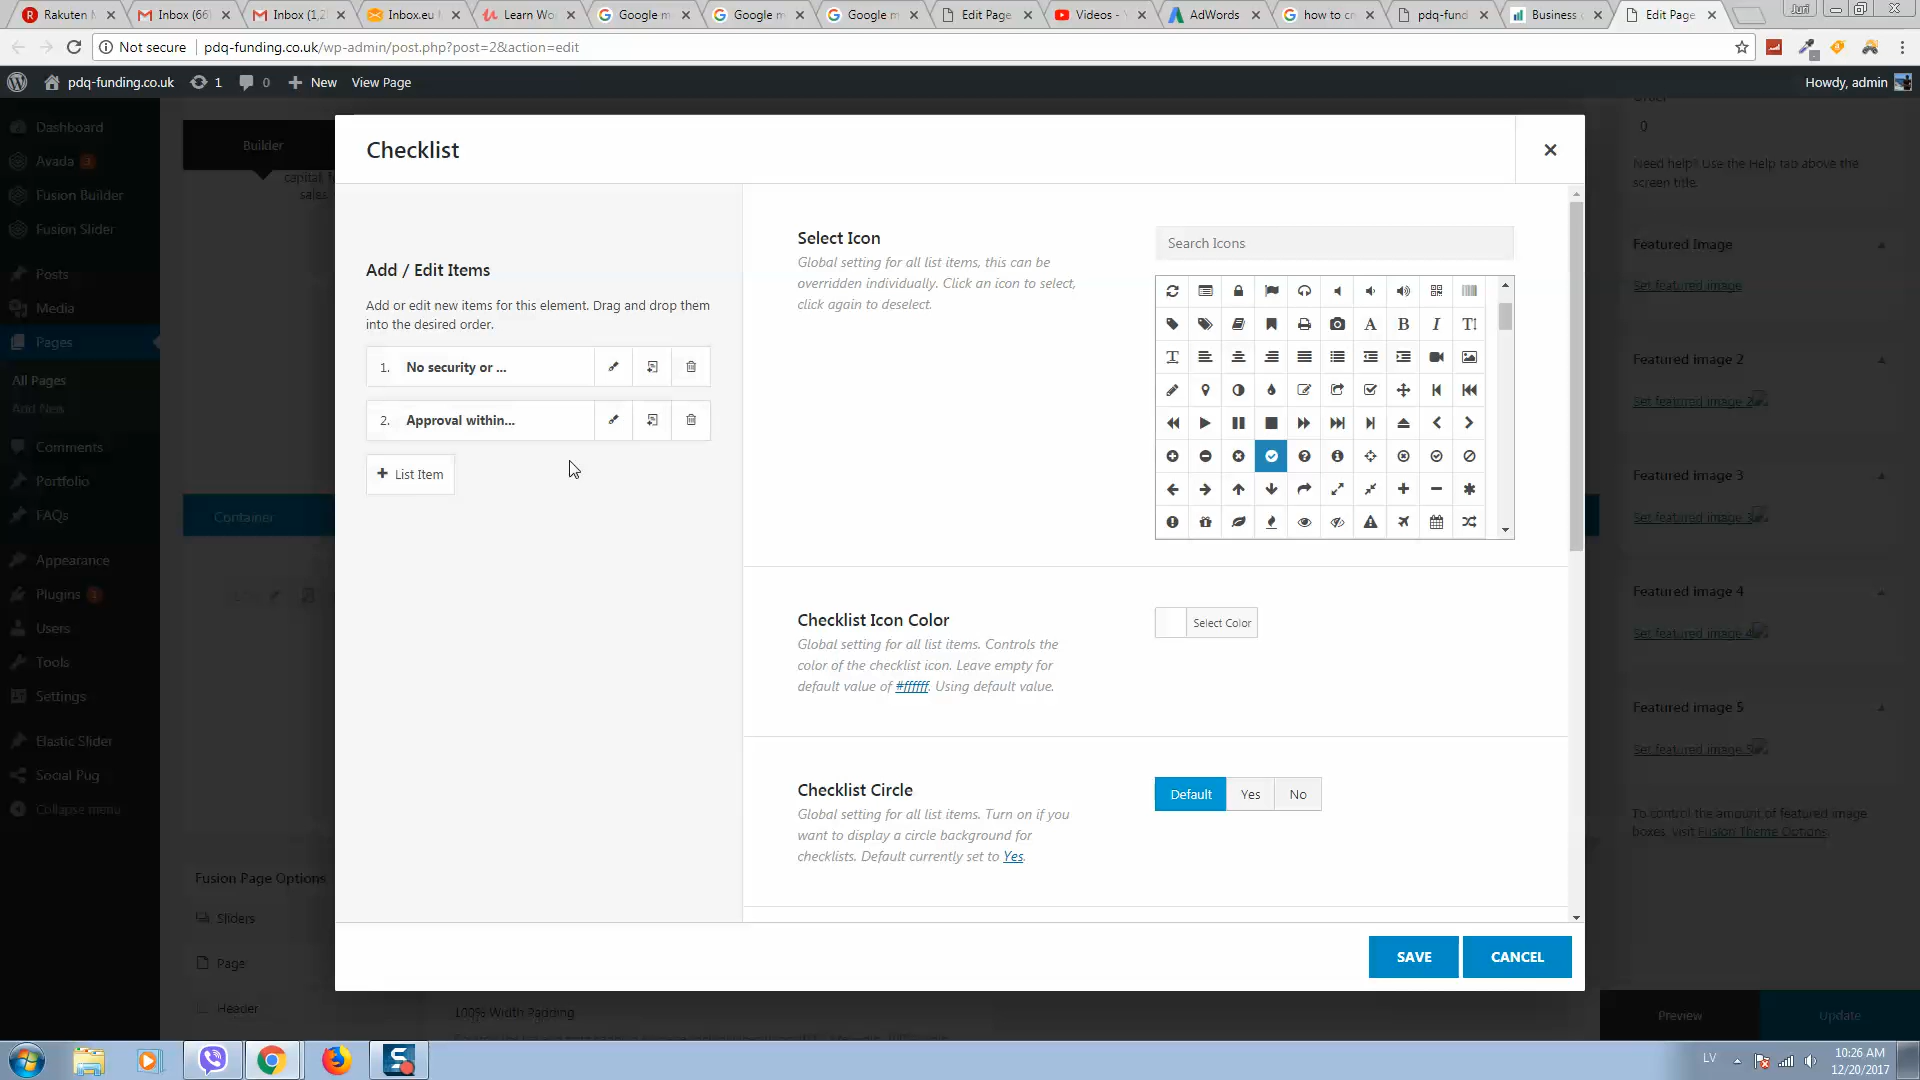 Rakuten
Inbox (66
Inbox (1,2
Inbox.eu
Learn Wo
Google m
Google m
Google m
Edit Page
Videos -
AdWords
how to cr
pdq-fund
Business
Edit Page
Juri
Not secure
pdq-funding.co.uk/wp-admin/post.php?post=2&action=edit
pdq-funding.co.uk
1
0
New
View Page
Howdy, admin
Dashboard
Avada 3
Fusion Builder
Fusion Slider
Posts
Media
Pages
All Pages
Add New
Comments
Portfolio
FAQs
Appearance
Plugins 1
Users
Tools
Settings
Elastic Slider
Social Pug
Collapse menu
Builder
sales.
Container
Fusion Page Options
Sliders
Page
Header
100% Width Padding
Checklist
Add / Edit Items
Add or edit new items for this element. Drag and drop them
into the desired order.
1. No security or ...
2. Approval within...
List Item
Select Icon
Global setting for all list items, this can be
overridden individually. Click an icon to select,
click again to deselect.
Search Icons
Checklist Icon Color
Global setting for all list items. Controls the
color of the checklist icon. Leave empty for
default value of #ffffff. Using default value.
Select Color
Checklist Circle
Global setting for all list items. Turn on if you
want to display a circle background for
checklists. Default currently set to Yes.
Default
Yes
No
SAVE
CANCEL
Order
0
Need help? Use the Help tab above the
screen title.
Featured Image
Set featured image
Featured image 2
Set featured image 2
Featured image 3
Set featured image 3
Featured image 4
Set featured image 4
Featured image 5
Set featured image 5
To control the amount of featured image
boxes, visit Fusion Theme Options.
Preview
Update
LV
10:26 AM
12/20/2017